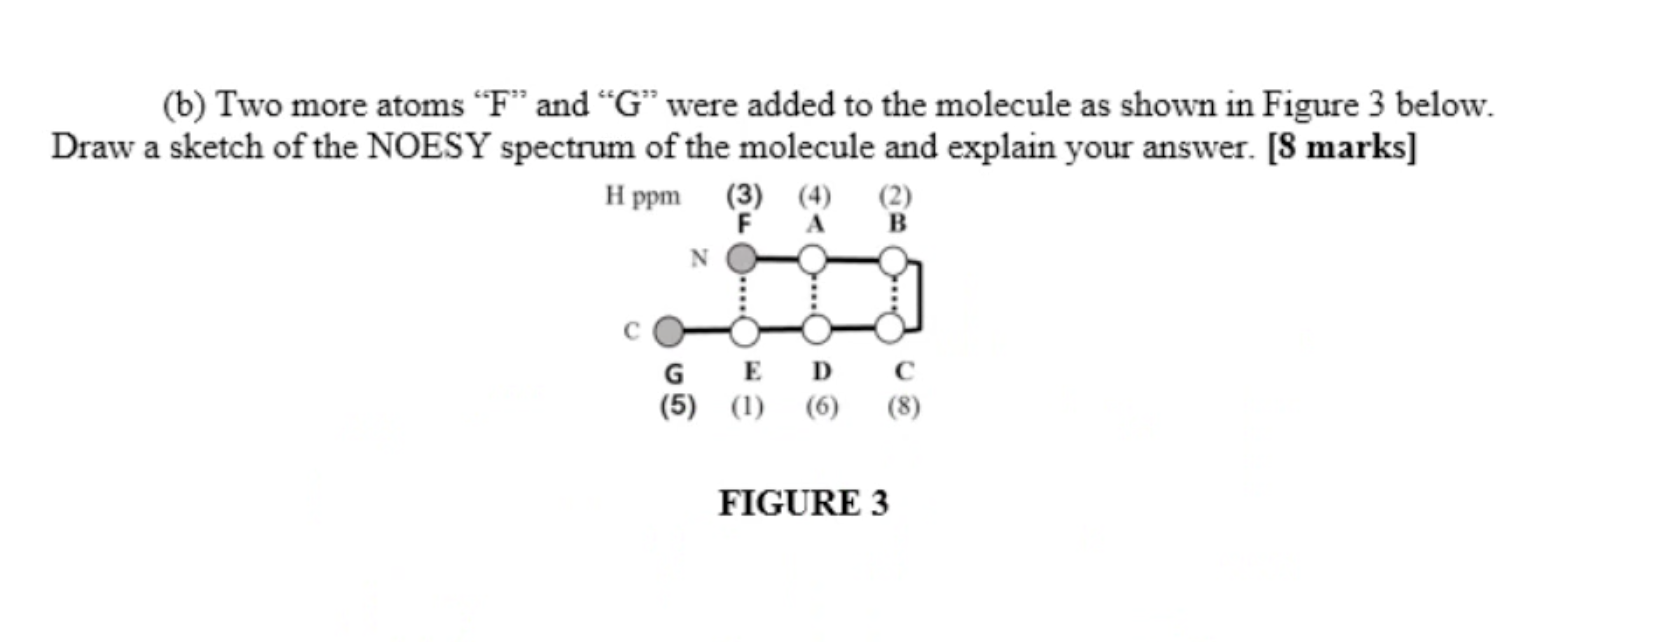 (b) Two more atoms “F” and “G” were added to the molecule as shown in Figure 3 below.
Draw a sketch of the NOESY spectrum of the molecule and explain your answer. [8 marks]
H ppm (3) (4) (2)
F A B
N
C
G E D C
(5) (1) (6) (8)
FIGURE 3